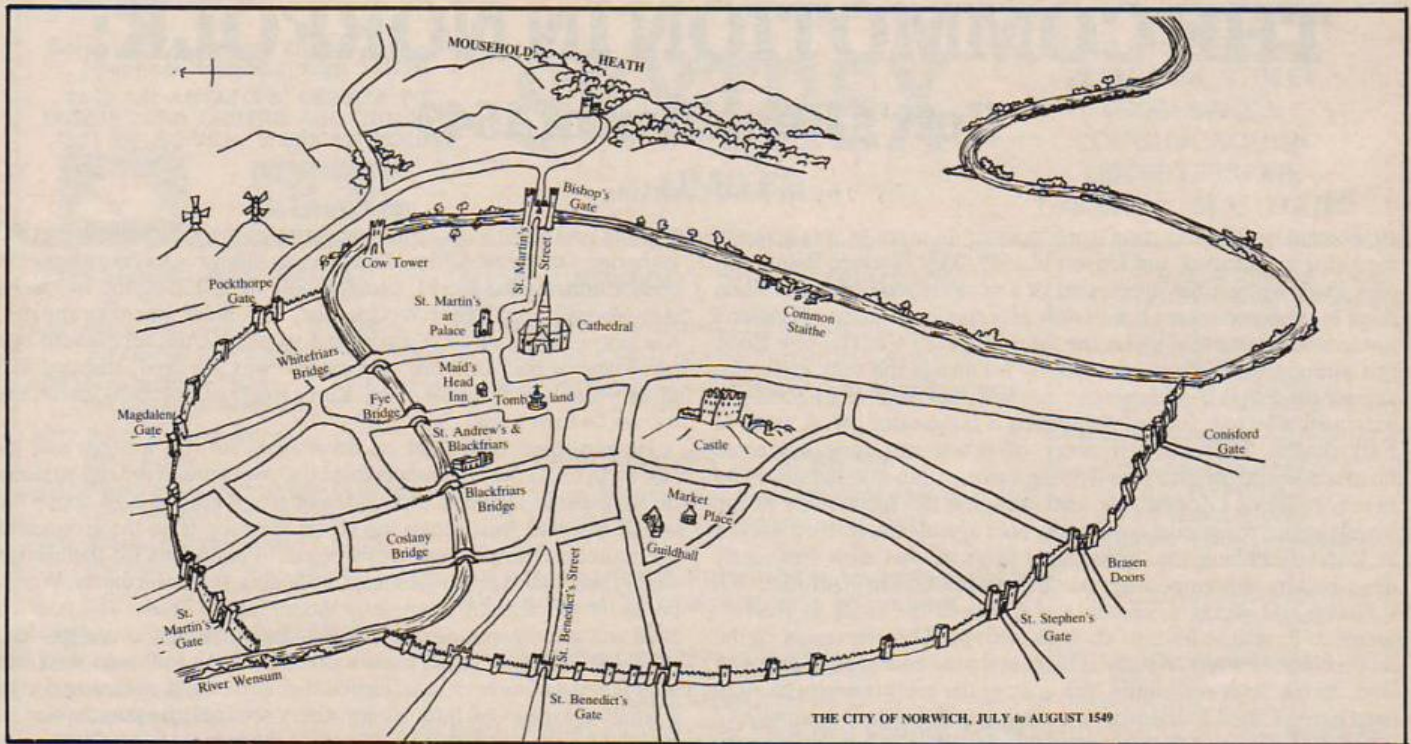 MOUSEHOLD HEATH
Bishop's
Gate
St. Martin's
Street
Cow Tower
Pockthorpe
Gate
St. Martin's
at
Palace
Cathedral
Common
Staithe
Whitefriars
Bridge
Maid's
Head
Inn
Tomb land
Fye
Bridge
Magdalen
Gate
St. Andrew's &
Blackfriars
Castle
Conisford
Gate
Blackfriars
Bridge
Market
Place
Guildhall
Coslany
Bridge
Brasen
Doors
St. Benedict's Street
St.
Martin's
Gate
St. Stephen's
Gate
River Wensum
St. Benedict's
Gate
THE CITY OF NORWICH, JULY to AUGUST 1549